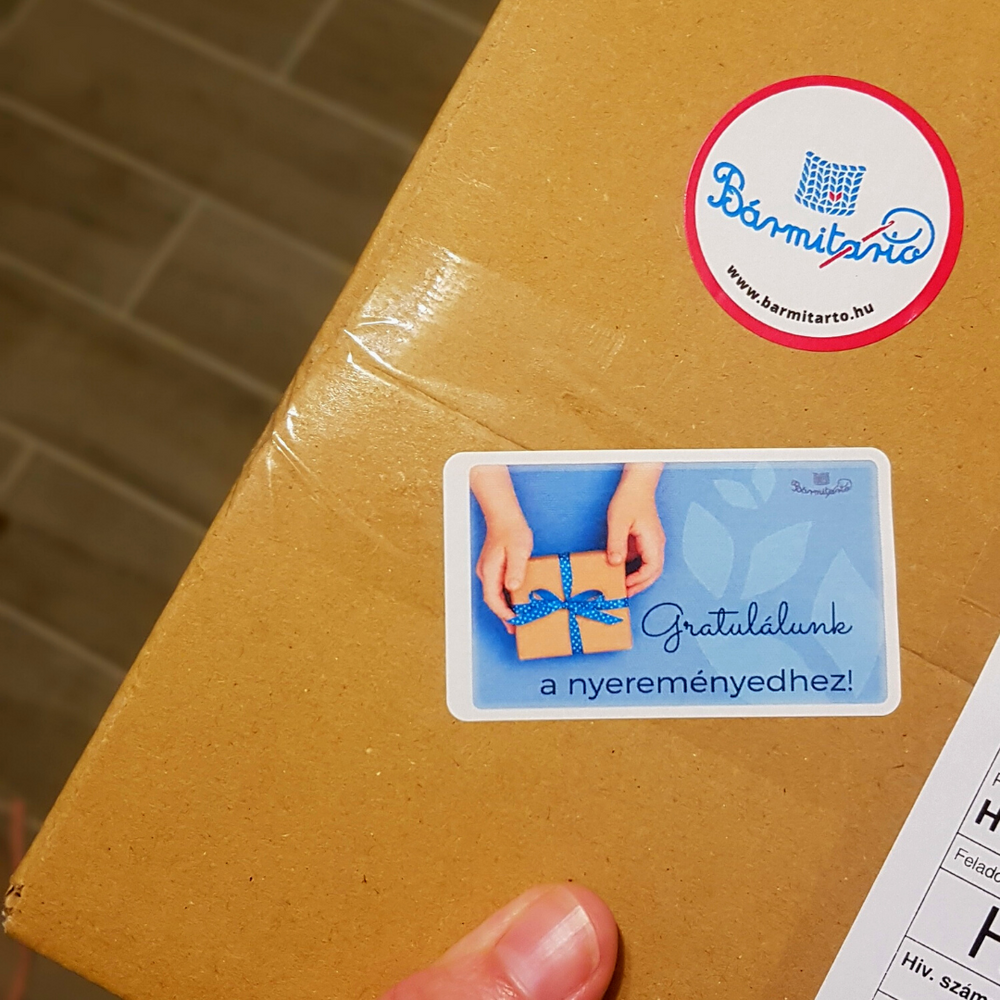 Bármitartó
www.barmitarto.hu
Bármitartó
Gratulálunk
a nyereményedhez!
H
Hiv. szám